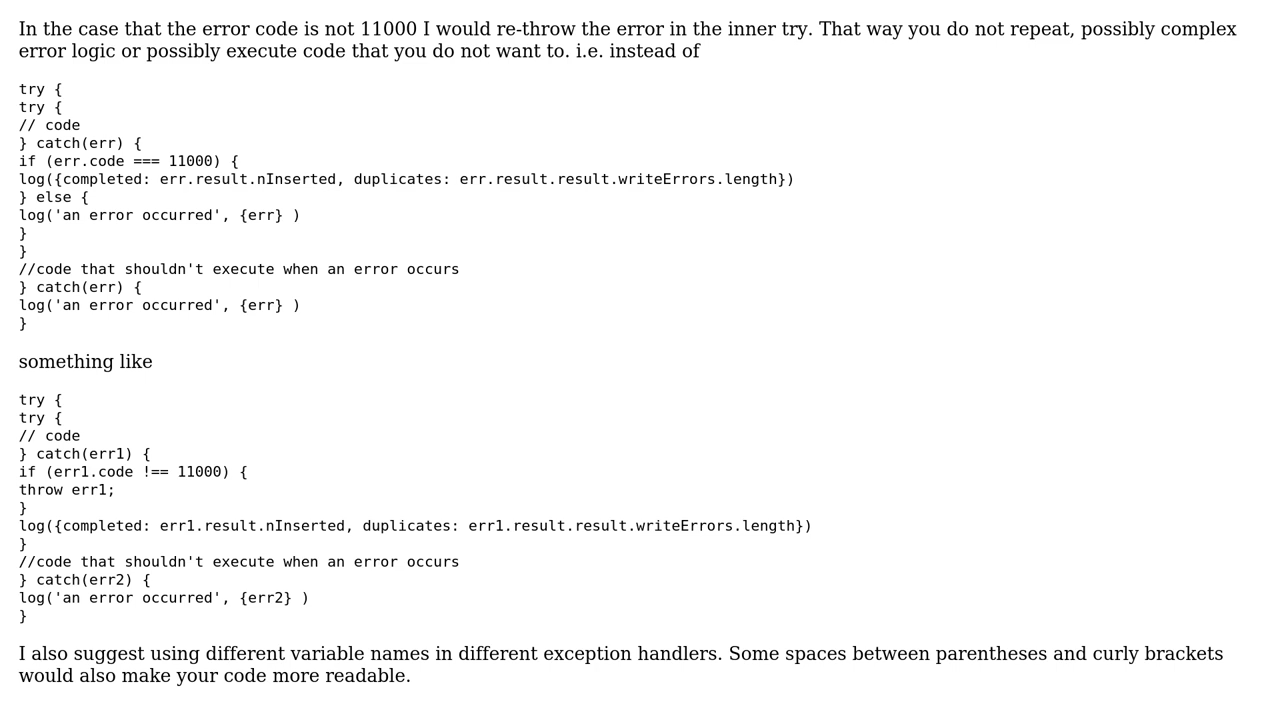 In the case that the error code is not 11000 I would re-throw the error in the inner try. That way you do not repeat, possibly complex
error logic or possibly execute code that you do not want to. i.e. instead of
try {
try {
// code
} catch(err) {
if (err.code === 11000) {
log({completed: err.result.nInserted, duplicates: err.result.result.writeErrors.length})
} else {
log('an error occurred', {err} )
}
}
//code that shouldn't execute when an error occurs
} catch(err) {
log('an error occurred', {err} )
}
something like
try {
try {
// code
} catch(err1) {
if (err1.code !== 11000) {
throw err1;
}
log({completed: err1.result.nInserted, duplicates: err1.result.result.writeErrors.length})
}
//code that shouldn't execute when an error occurs
} catch(err2) {
log('an error occurred', {err2} )
}
I also suggest using different variable names in different exception handlers. Some spaces between parentheses and curly brackets
would also make your code more readable.